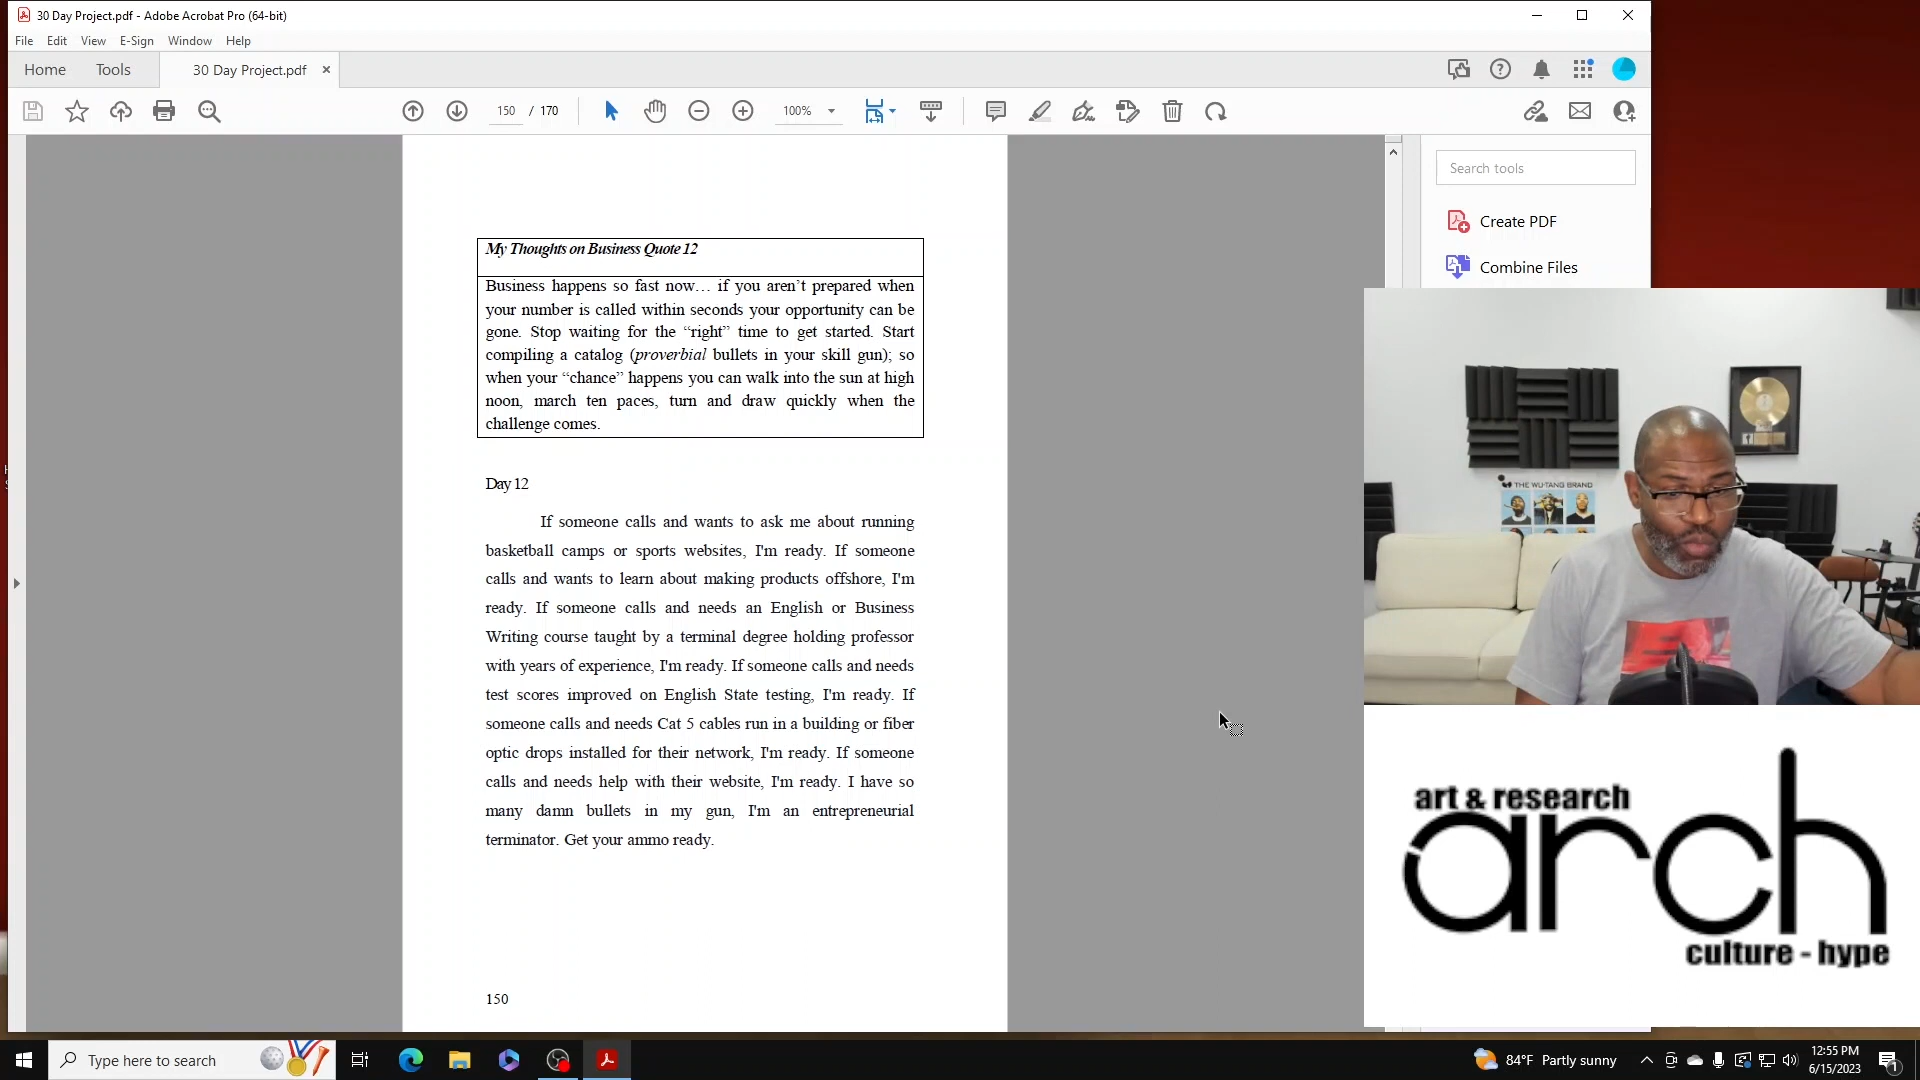 30 Day Project.pdf - Adobe Acrobat Pro (64-bit)
File Edit View E-Sign Window Help
Home Tools 30 Day Project.pdf
150 / 170 100%
Search tools
Create PDF
Combine Files
My Thoughts on Business Quote 12
Business happens so fast now… if you aren’t prepared when
your number is called within seconds your opportunity can be
gone. Stop waiting for the “right” time to get started. Start
compiling a catalog (proverbial bullets in your skill gun); so
when your “chance” happens you can walk into the sun at high
noon, march ten paces, turn and draw quickly when the
challenge comes.
Day 12
If someone calls and wants to ask me about running
basketball camps or sports websites, I'm ready. If someone
calls and wants to learn about making products offshore, I'm
ready. If someone calls and needs an English or Business
Writing course taught by a terminal degree holding professor
with years of experience, I'm ready. If someone calls and needs
test scores improved on English State testing, I'm ready. If
someone calls and needs Cat 5 cables run in a building or fiber
optic drops installed for their network, I'm ready. If someone
calls and needs help with their website, I'm ready. I have so
many damn bullets in my gun, I'm an entrepreneurial
terminator. Get your ammo ready.
150
THE WU-TANG BRAND
art & research
arch
culture - hype
Type here to search
84°F Partly sunny
12:55 PM
6/15/2023
1